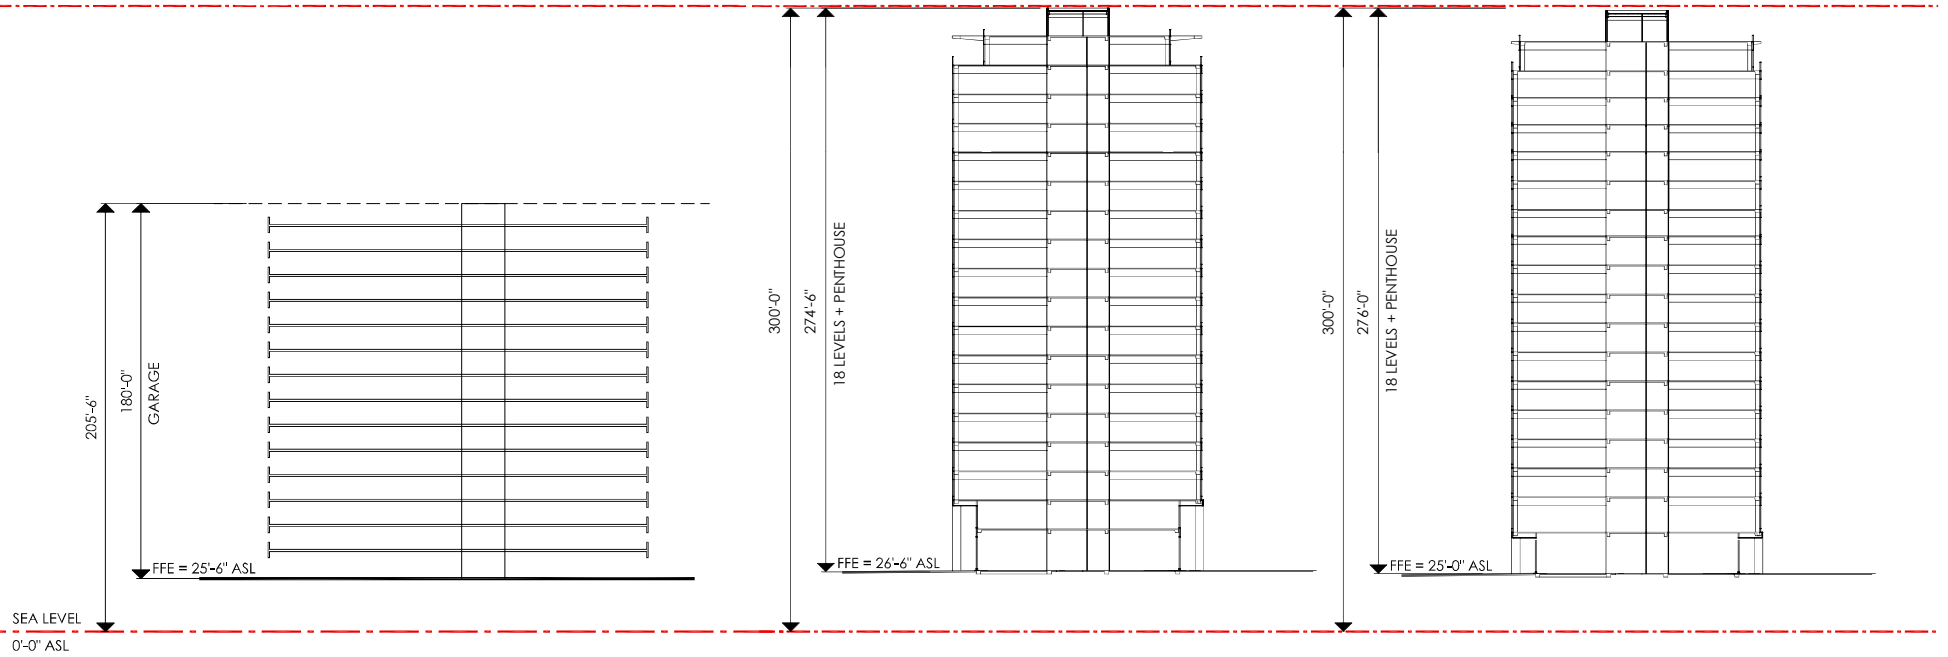 205'-6"
180'-0"
GARAGE
FFE = 25'-6" ASL
SEA LEVEL
0'-0" ASL
300'-0"
274'-6"
18 LEVELS + PENTHOUSE
FFE = 26'-6" ASL
300'-0"
276'-0"
18 LEVELS + PENTHOUSE
FFE = 25'-0" ASL